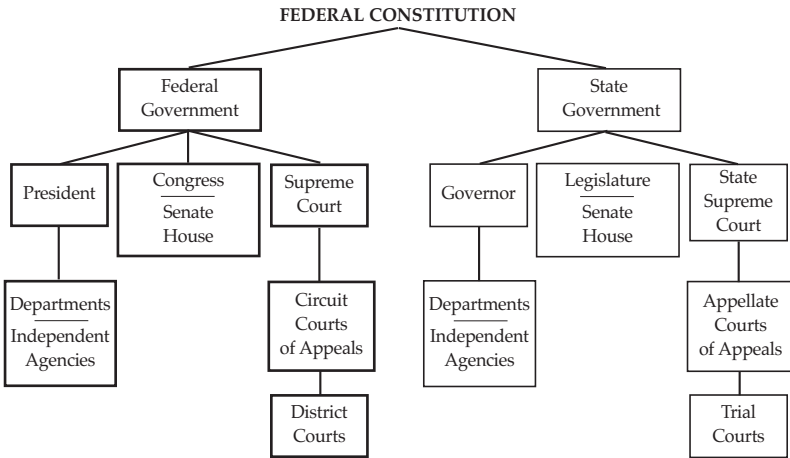 FEDERAL CONSTITUTION
Federal
Government
State
Government
President
Congress
Senate
House
Supreme
Court
Governor
Legislature
Senate
House
State
Supreme
Court
Departments
Independent
Agencies
Circuit
Courts
of Appeals
Departments
Independent
Agencies
Appellate
Courts
of Appeals
District
Courts
Trial
Courts